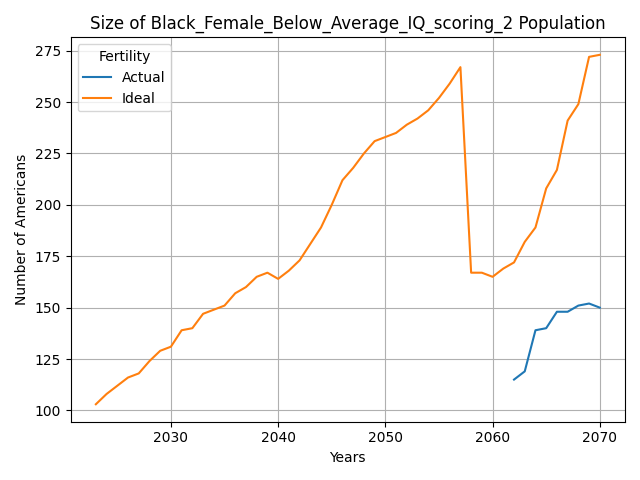 Size of Black_Female_Below_Average_IQ_scoring_2 Population
Fertility
Actual
Ideal
Number of Americans
275
250
225
200
175
150
125
100
2030 2040 2050 2060 2070
Years